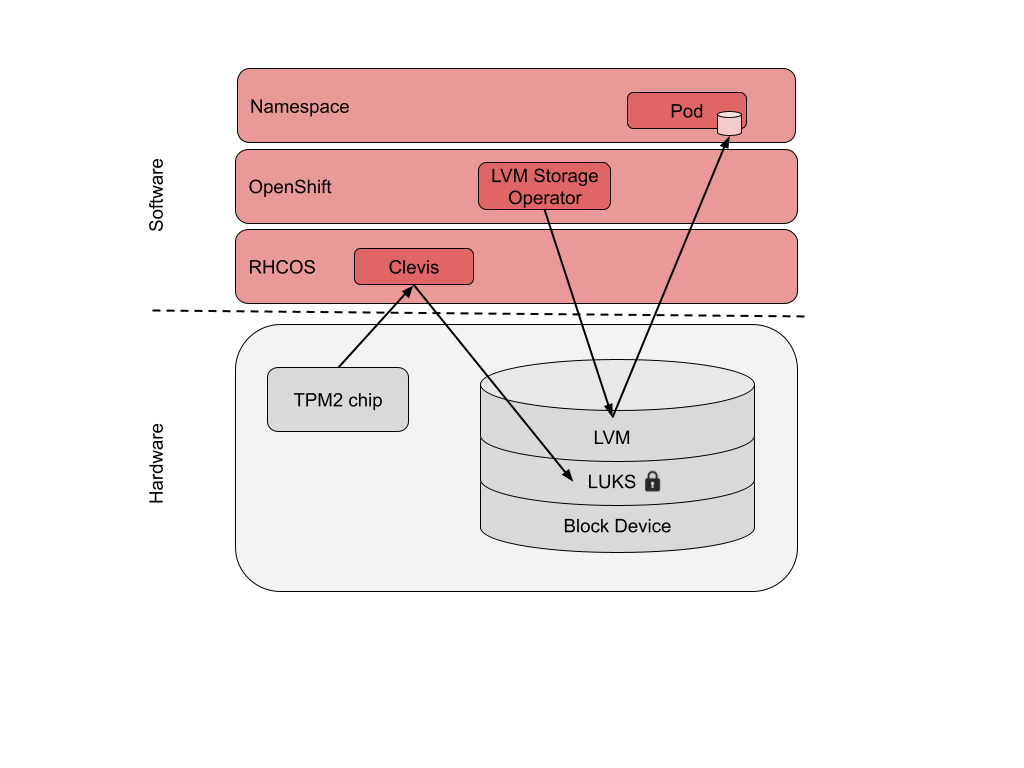 Software
Namespace
Pod
OpenShift
LVM Storage
Operator
RHCOS
Clevis
Hardware
TPM2 chip
LVM
LUKS
Block Device